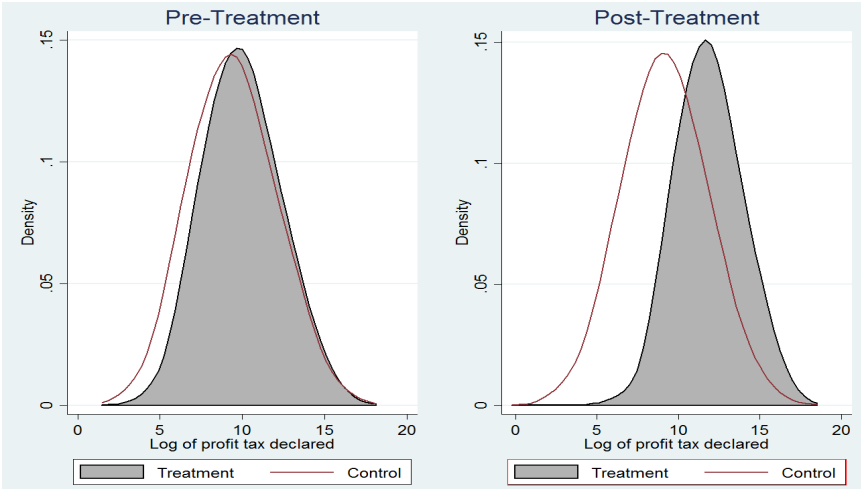 Pre-Treatment
.15
.1
.05
0
Density
0 5 10 15 20
Log of profit tax declared
Treatment Control
Post-Treatment
.15
.1
.05
0
Density
0 5 10 15 20
Log of profit tax declared
Treatment Control